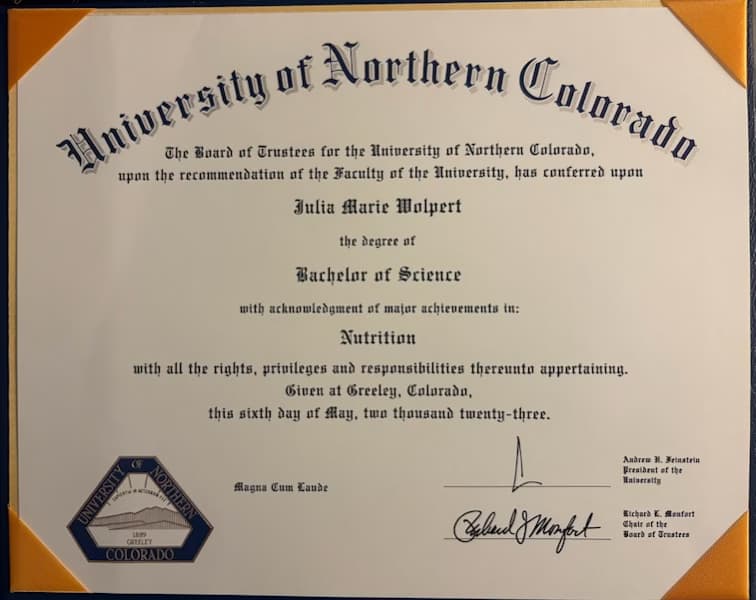 University of Northern Colorado
The Board of Trustees for the University of Northern Colorado,
upon the recommendation of the Faculty of the University, has conferred upon
Julia Marie Wolpert
the degree of
Bachelor of Science
with acknowledgment of major achievements in:
Nutrition
with all the rights, privileges and responsibilities thereunto appertaining.
Given at Greeley, Colorado,
this sixth day of May, two thousand twenty-three.
Magna Cum Laude
Andrew H. Feinstein
President of the
University
Richard J Monfort
Richard L. Monfort
Chair of the
Board of Trustees
UNIVERSITY OF NORTHERN
1889
GREELEY
COLORADO